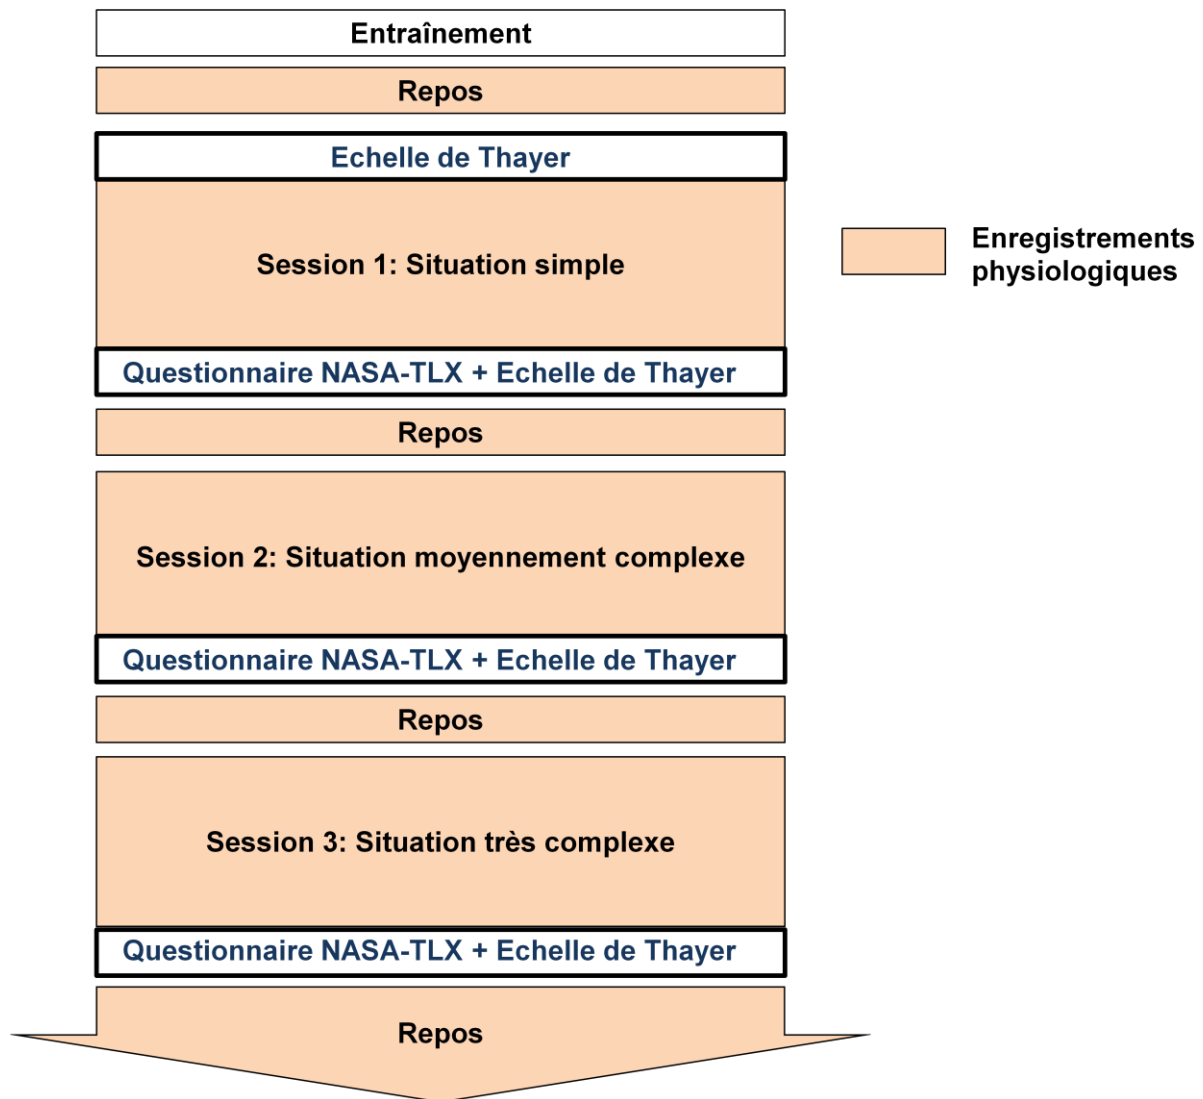 Entraînement
Repos
Echelle de Thayer
Session 1: Situation simple
Enregistrements
physiologiques
Questionnaire NASA-TLX + Echelle de Thayer
Repos
Session 2: Situation moyennement complexe
Questionnaire NASA-TLX + Echelle de Thayer
Repos
Session 3: Situation très complexe
Questionnaire NASA-TLX + Echelle de Thayer
Repos